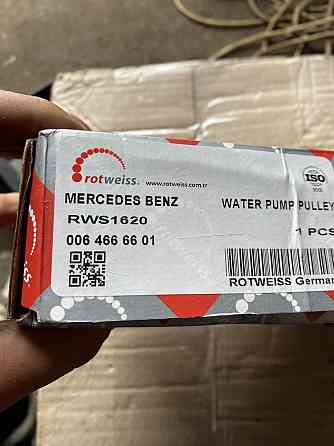 rotweiss
rotweiss. www.rotweiss.com.tr
ISO
MERCEDES BENZ
WATER PUMP PULLEY
RWS1620
1 PCS
006 466 66 01
ROTWEISS German